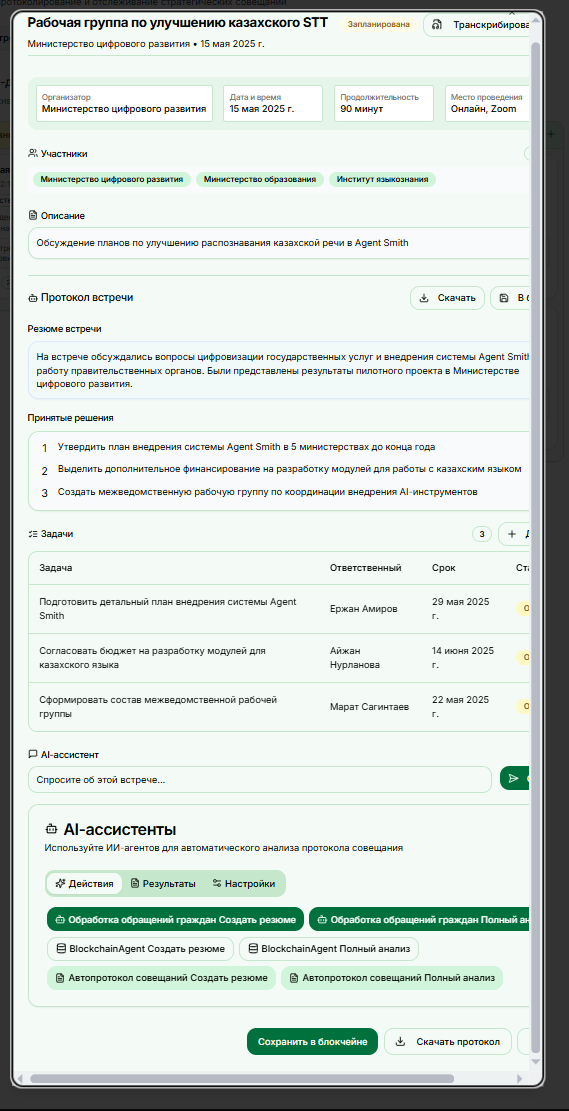 протоколирование и отслеживание стратегических совещаний
Рабочая группа по улучшению казахского STT
Запланирована
Транскрибирова
Министерство цифрового развития • 15 мая 2025 г.
Организатор
Министерство цифрового развития
Дата и время
15 мая 2025 г.
Продолжительность
90 минут
Место проведения
Онлайн, Zoom
Участники
Министерство цифрового развития
Министерство образования
Институт языкознания
Описание
Обсуждение планов по улучшению распознавания казахской речи в Agent Smith
Протокол встречи
Скачать
Резюме встречи
На встрече обсуждались вопросы цифровизации государственных услуг и внедрения системы Agent Smith
работу правительственных органов. Были представлены результаты пилотного проекта в Министерстве
цифрового развития.
Принятые решения
1 Утвердить план внедрения системы Agent Smith в 5 министерствах до конца года
2 Выделить дополнительное финансирование на разработку модулей для работы с казахским языком
3 Создать межведомственную рабочую группу по координации внедрения AI-инструментов
Задачи
3
Задача
Ответственный
Срок
Ста
Подготовить детальный план внедрения системы Agent
Smith
Ержан Амиров
29 мая 2025
г.
Согласовать бюджет на разработку модулей для
казахского языка
Айжан
Нурланова
14 июня 2025
г.
Сформировать состав межведомственной рабочей
группы
Марат Сагинтаев
22 мая 2025
г.
AI-ассистент
Спросите об этой встрече...
AI-ассистенты
Используйте ИИ-агентов для автоматического анализа протокола совещания
Действия
Результаты
Настройки
Обработка обращений граждан Создать резюме
Обработка обращений граждан Полный ан
BlockchainAgent Создать резюме
BlockchainAgent Полный анализ
Автопротокол совещаний Создать резюме
Автопротокол совещаний Полный анализ
Сохранить в блокчейне
Скачать протокол